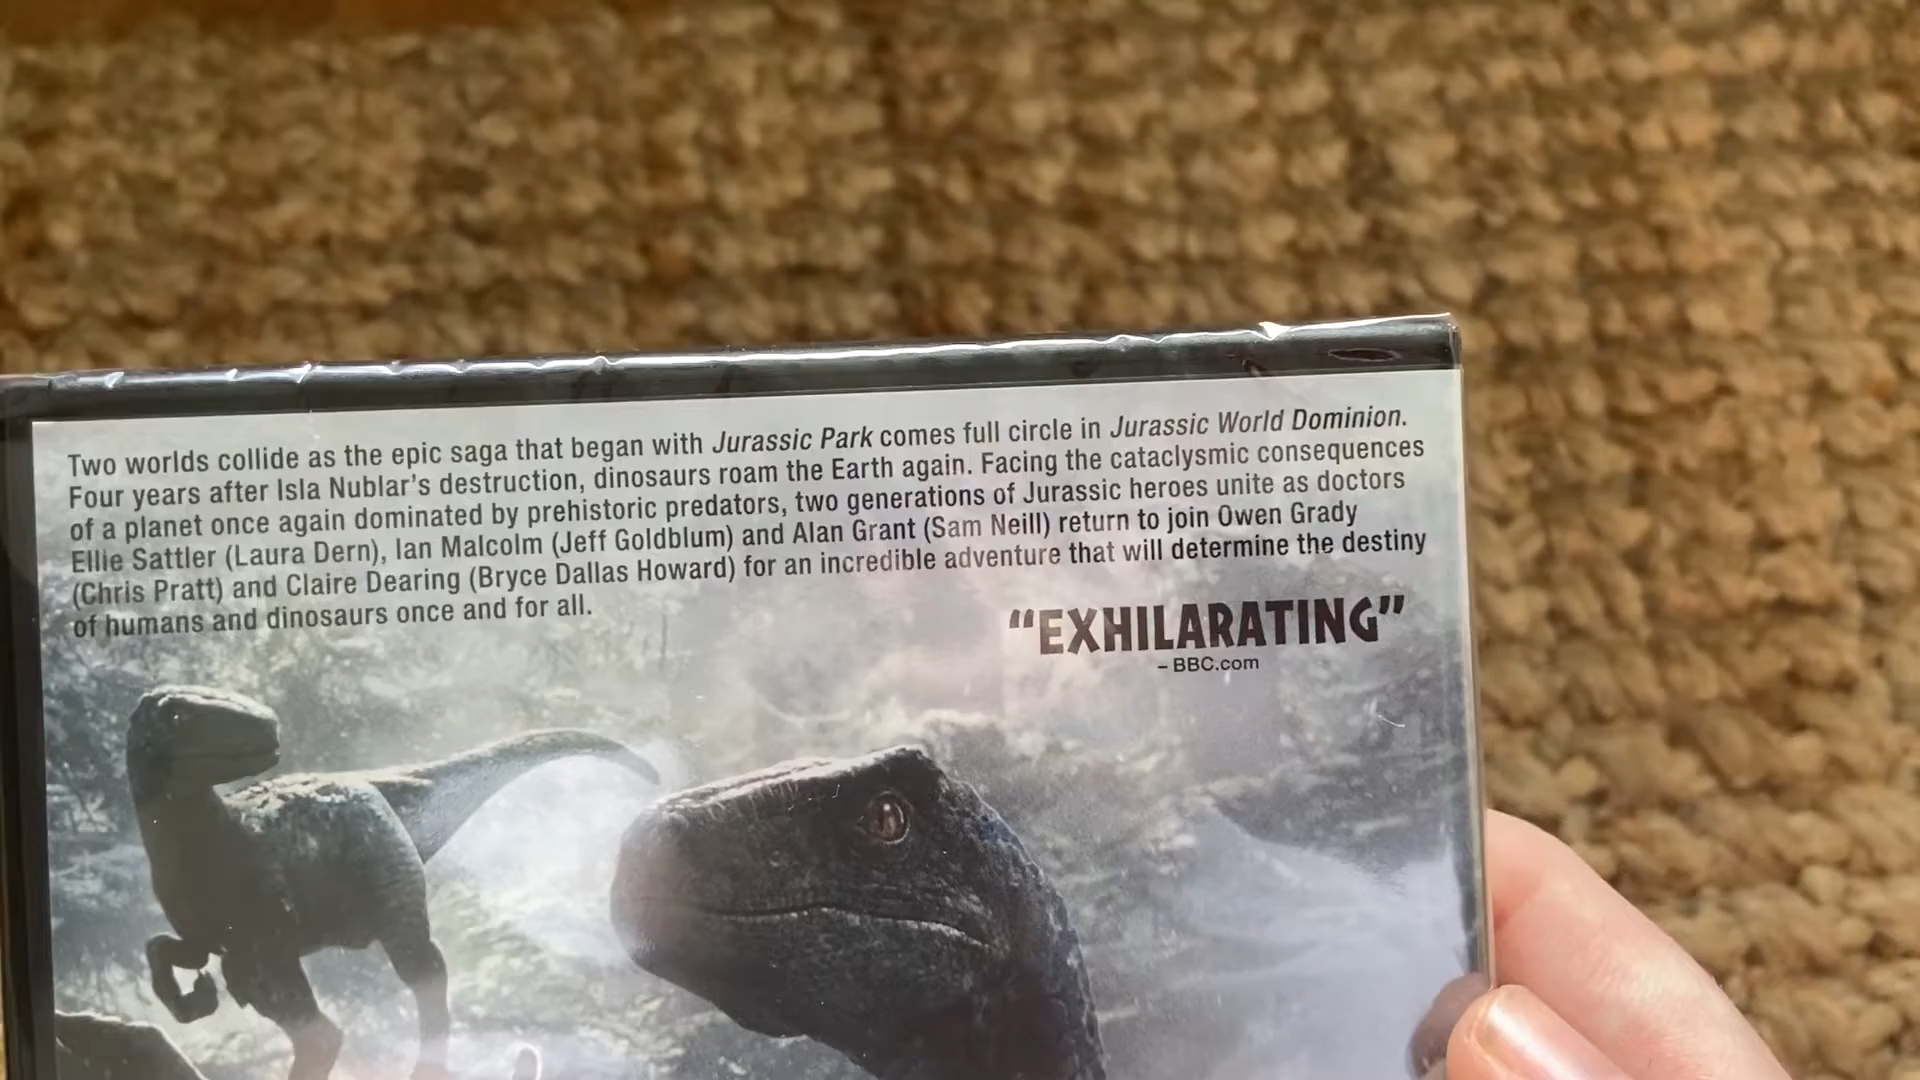 Two worlds collide as the epic saga that began with Jurassic Park comes full circle in Jurassic World Dominion.
Four years after Isla Nublar's destruction, dinosaurs roam the Earth again. Facing the cataclysmic consequences
of a planet once again dominated by prehistoric predators, two generations of Jurassic heroes unite as doctors
Ellie Sattler (Laura Dern), Ian Malcolm (Jeff Goldblum) and Alan Grant (Sam Neill) return to join Owen Grady
(Chris Pratt) and Claire Dearing (Bryce Dallas Howard) for an incredible adventure that will determine the destiny
of humans and dinosaurs once and for all.
"EXHILARATING"
– BBC.com